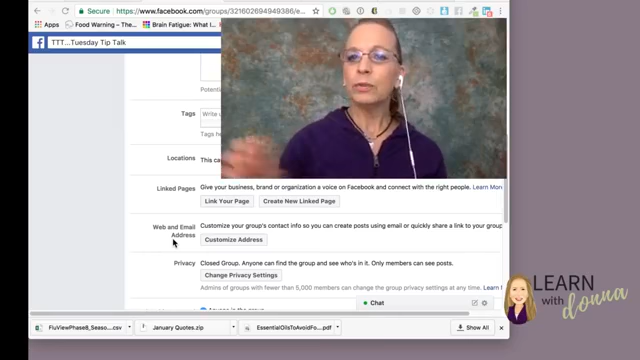 https://www.facebook.com/groups/321602694949386/e...
Apps
Food Warning – The...
Brain Fatigue: What I...
TTT...Tuesday Tip Talk
Potenti
Tags
Write
Tags he
Locations
This ca
Linked Pages
Give your business, brand or organization a voice on Facebook and connect with the right people. Learn More
Link Your Page
Create New Linked Page
Web and Email
Address
Customize your group's contact info so you can create posts using email or quickly share a link to your group
Customize Address
Privacy
Closed Group. Anyone can find the group and see who's in it. Only members can see posts.
Change Privacy Settings
Admins of groups with fewer than 5,000 members can change the group privacy settings at any time. Learn
Chat
FluViewPhase8_Seaso....csv
January Quotes.zip
EssentialOilsToAvoidFo....pdf
Show All
LEARN
with
donna